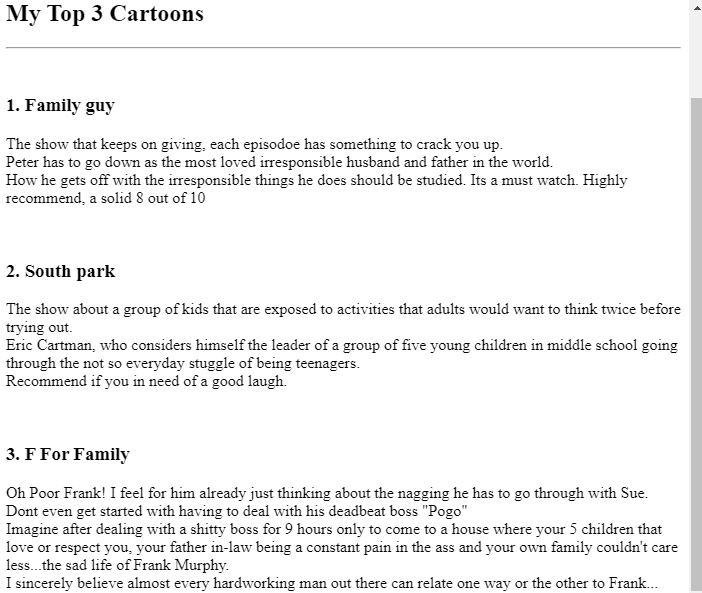 My Top 3 Cartoons
1. Family guy
The show that keeps on giving, each episodoe has something to crack you up.
Peter has to go down as the most loved irresponsible husband and father in the world.
How he gets off with the irresponsible things he does should be studied. Its a must watch. Highly
recommend, a solid 8 out of 10
2. South park
The show about a group of kids that are exposed to activities that adults would want to think twice before
trying out.
Eric Cartman, who considers himself the leader of a group of five young children in middle school going
through the not so everyday stuggle of being teenagers.
Recommend if you in need of a good laugh.
3. F For Family
Oh Poor Frank! I feel for him already just thinking about the nagging he has to go through with Sue.
Dont even get started with having to deal with his deadbeat boss "Pogo"
Imagine after dealing with a shitty boss for 9 hours only to come to a house where your 5 children that
love or respect you, your father in-law being a constant pain in the ass and your own family couldn't care
less...the sad life of Frank Murphy.
I sincerely believe almost every hardworking man out there can relate one way or the other to Frank...